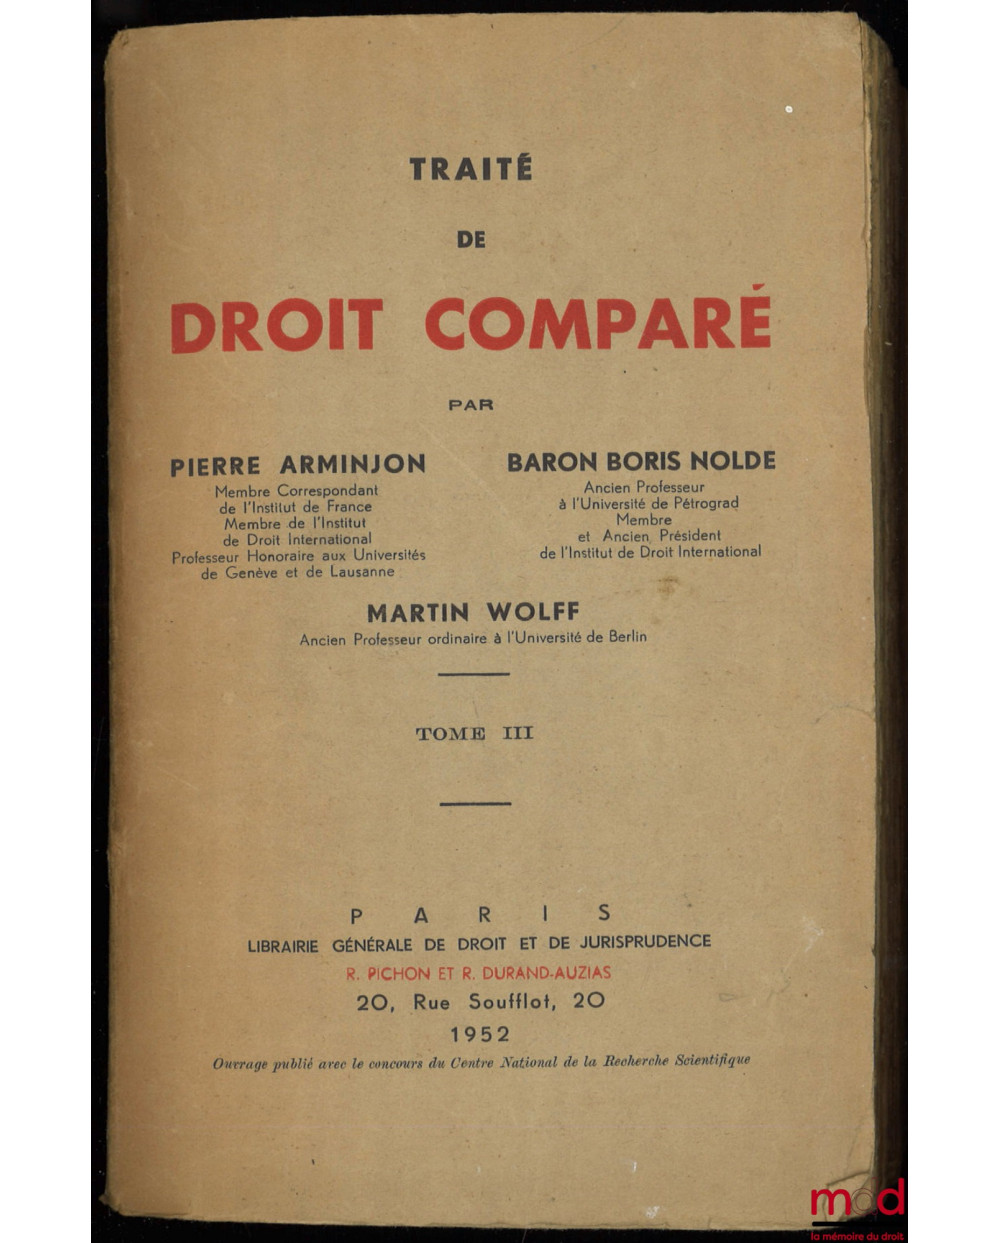 TRAITÉ
DE
DROIT COMPARÉ
PAR
PIERRE ARMINJON
Membre Correspondant
de l'Institut de France
Membre de l'Institut
de Droit International
Professeur Honoraire aux Universités
de Genève et de Lausanne
BARON BORIS NOLDE
Ancien Professeur
à l'Université de Pétrograd
Membre
et Ancien Président
de l'Institut de Droit International
MARTIN WOLFF
Ancien Professeur ordinaire à l'Université de Berlin
TOME III
PARIS
LIBRAIRIE GÉNÉRALE DE DROIT ET DE JURISPRUDENCE
R. PICHON ET R. DURAND-AUZIAS
20, Rue Soufflot, 20
1952
Ouvrage publié avec le concours du Centre National de la Recherche Scientifique
mdd
la mémoire du droit